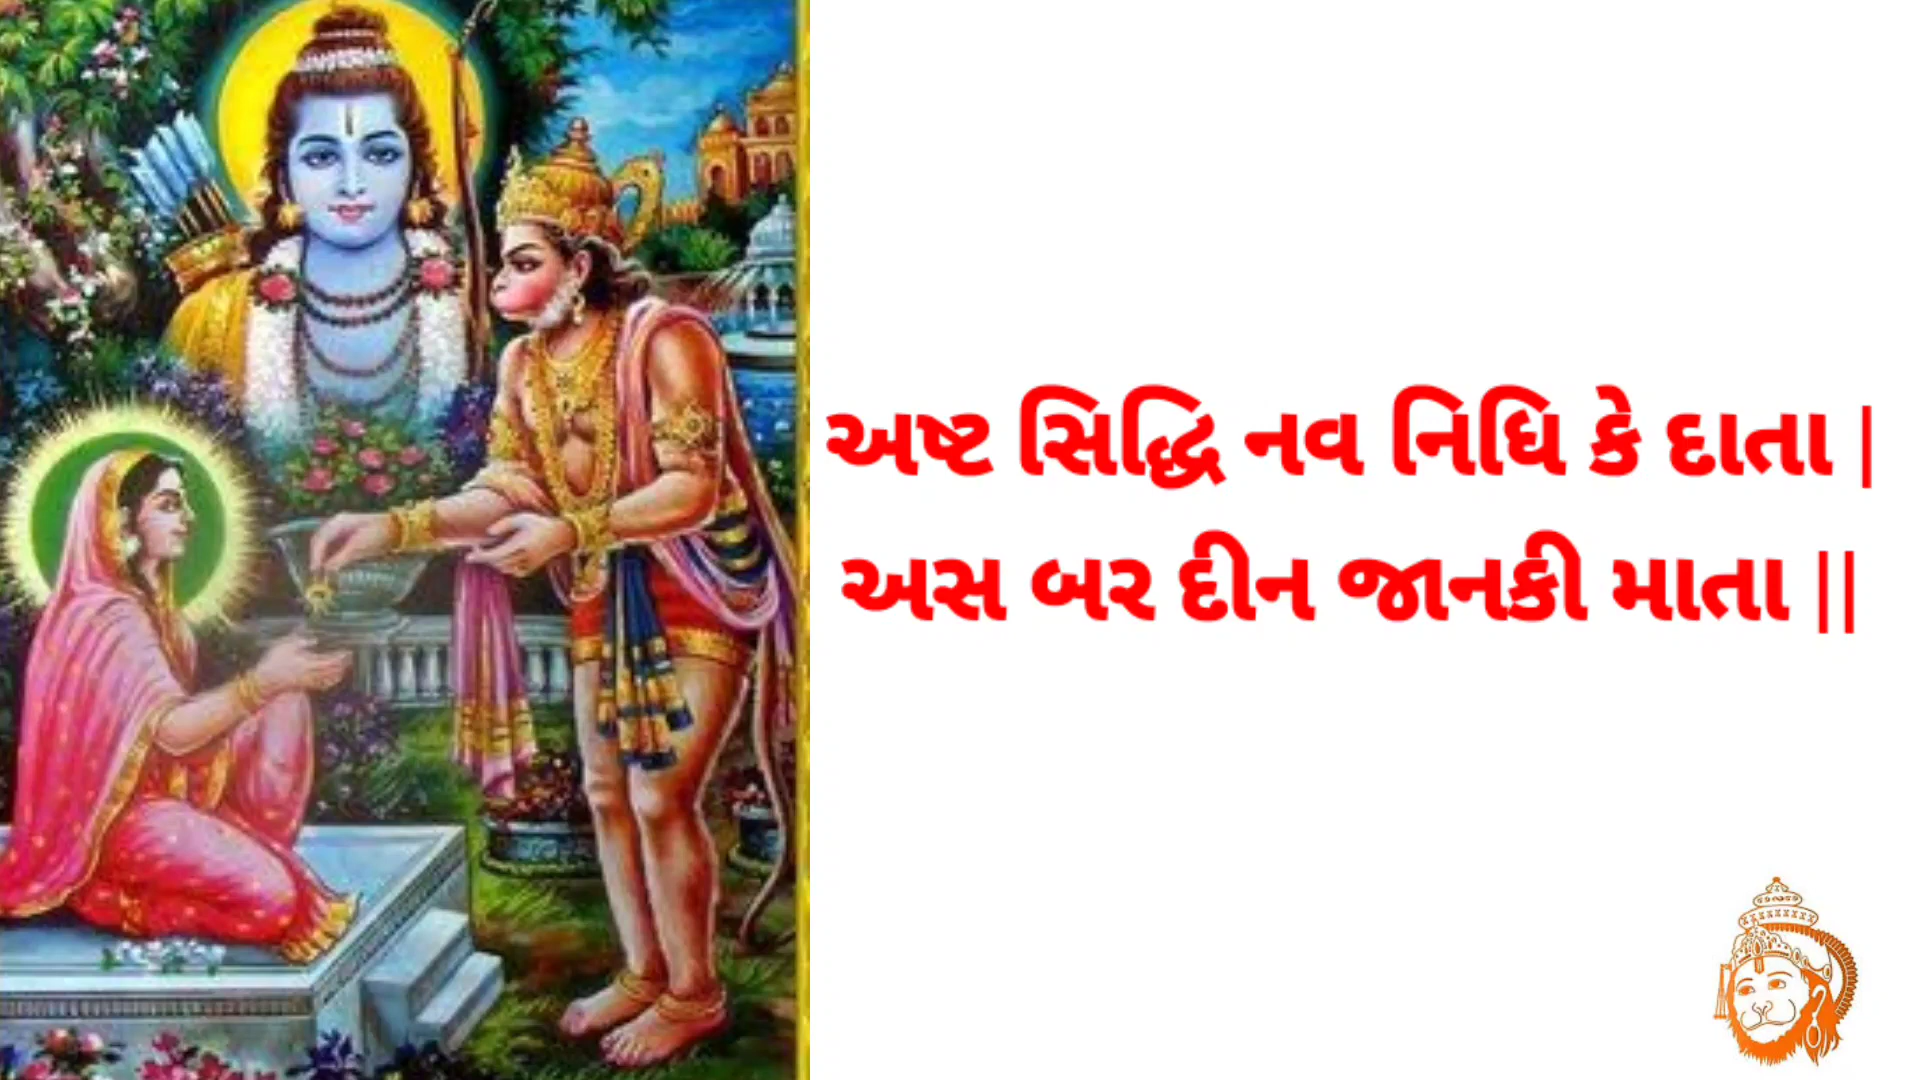 અષ્ટ સિદ્ધિ નવ નિધિ કે દાતા |
અસ બર દીન જાનકી માતા ||